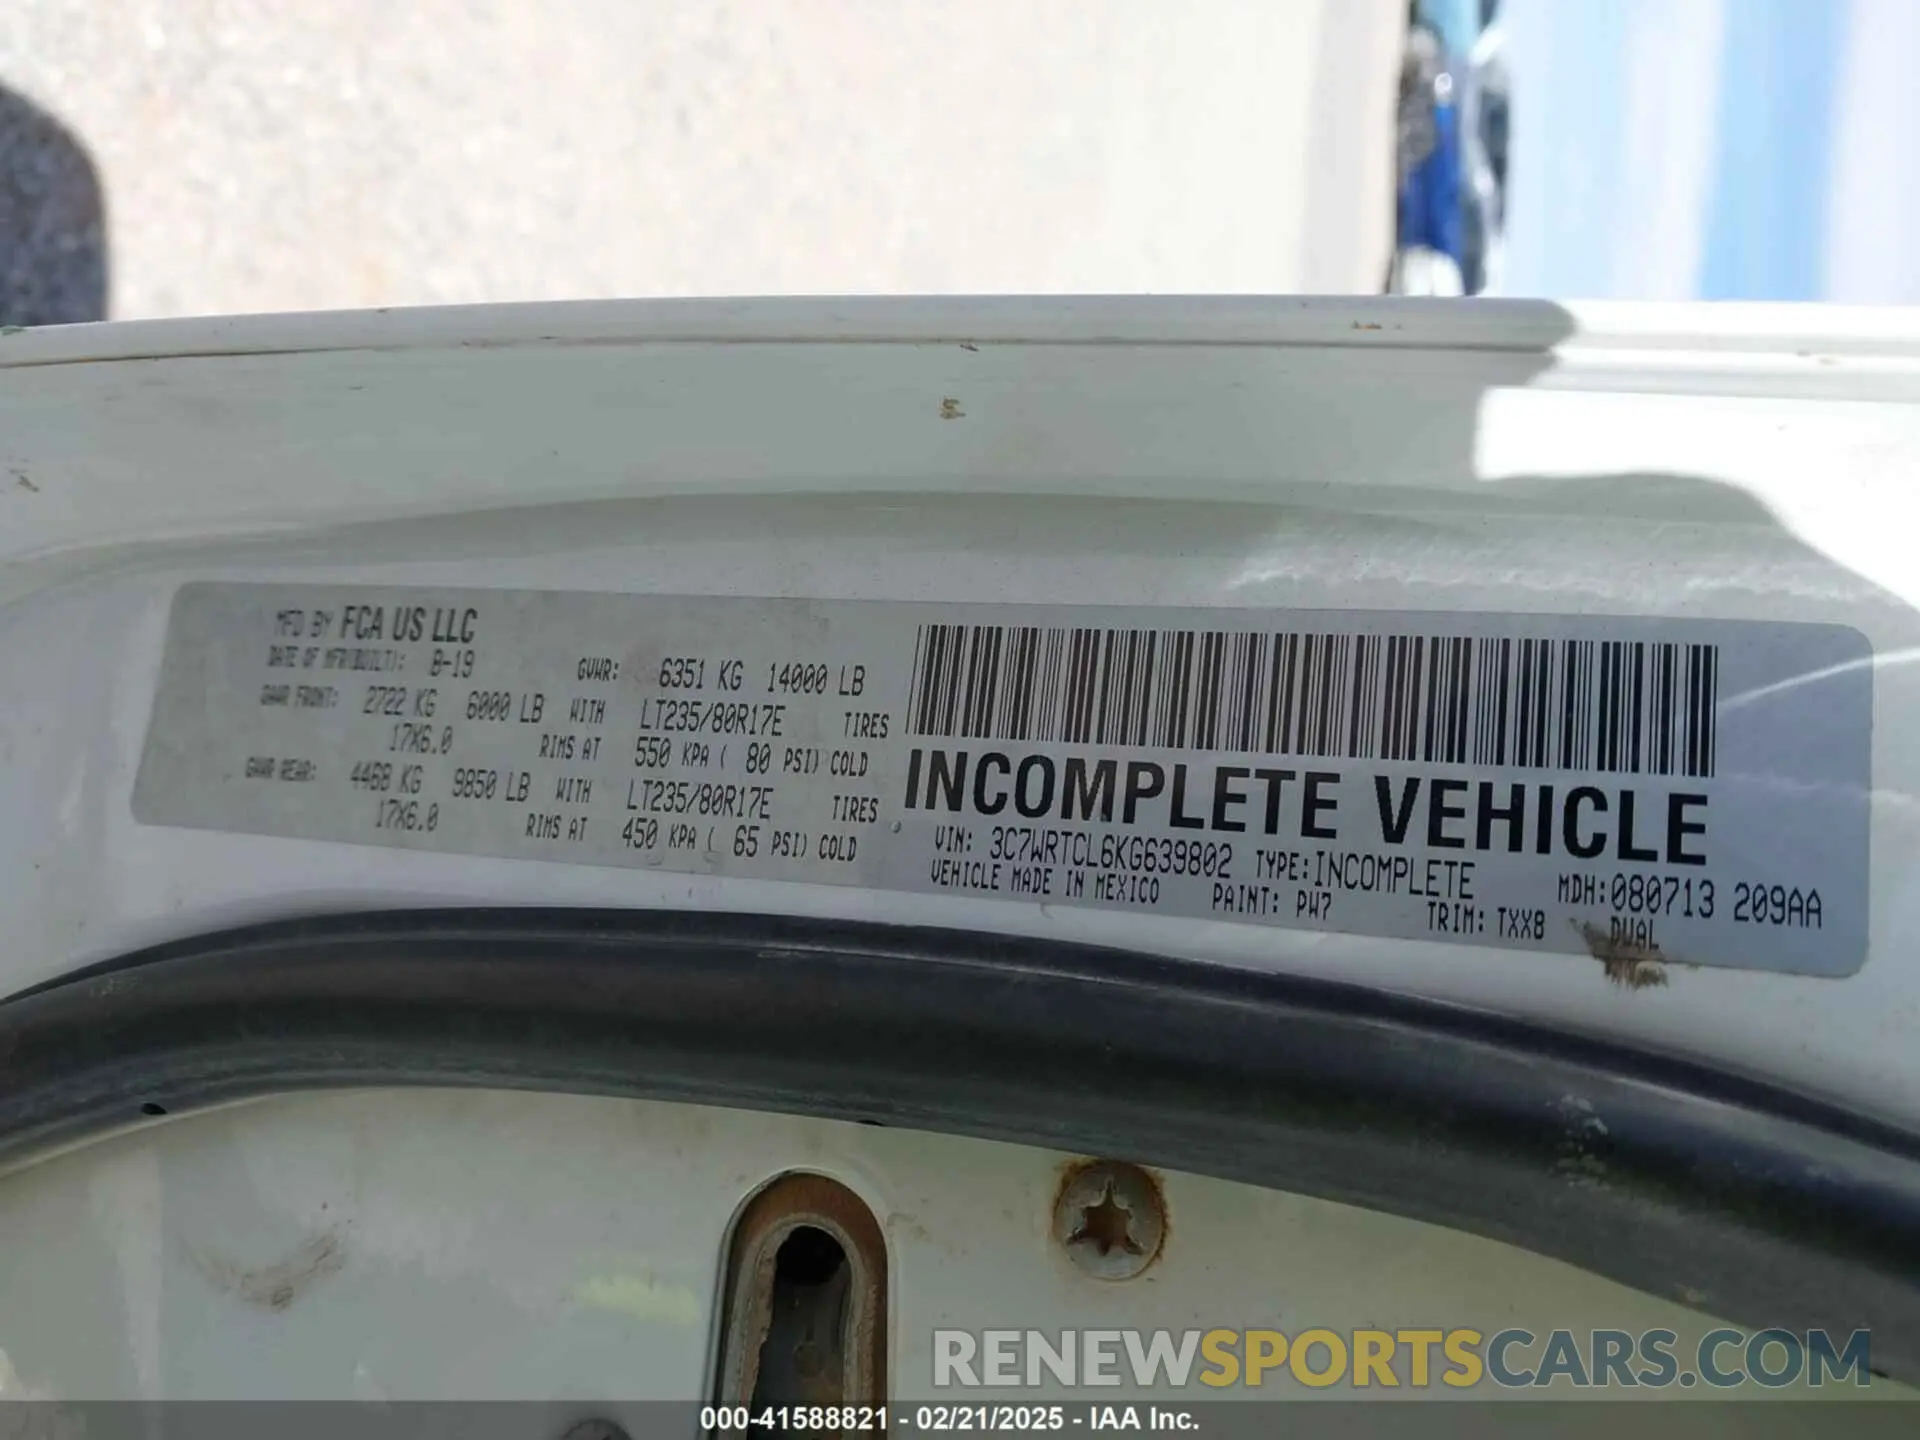 MFD BY FCA US LLC
DATE OF MFR(BUILT): 8-19
GVWR: 6351 KG 14000 LB
GAWR FRONT: 2722 KG 6000 LB WITH LT235/80R17E TIRES
17X6.0 RIMS AT 550 KPA ( 80 PSI) COLD
GAWR REAR: 4468 KG 9850 LB WITH LT235/80R17E TIRES
17X6.0 RIMS AT 450 KPA ( 65 PSI) COLD
INCOMPLETE VEHICLE
VIN: 3C7WRTCL6KG639802 TYPE:INCOMPLETE MDH:080713 209AA
VEHICLE MADE IN MEXICO PAINT: PW7 TRIM: TXX8 DUAL
RENEWSPORTSCARS.COM
000-41588821 - 02/21/2025 - IAA Inc.